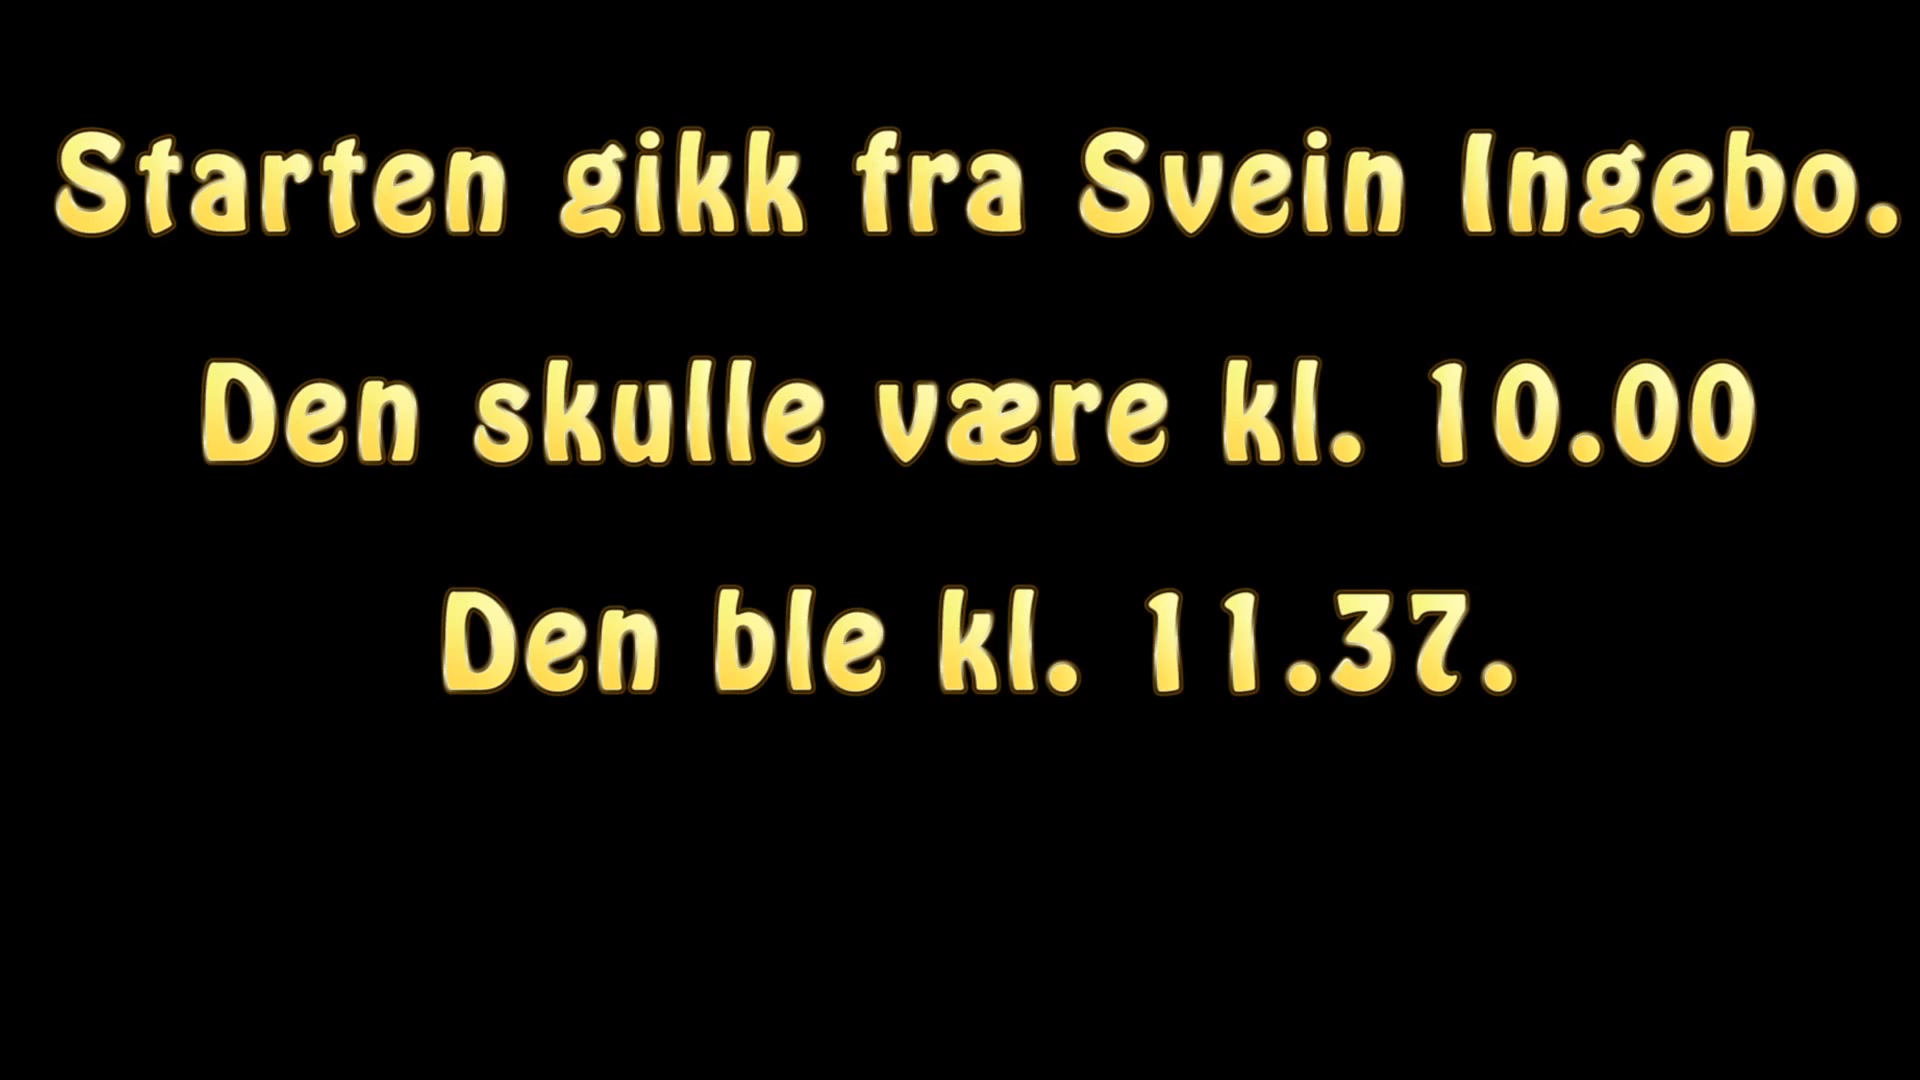 Starten gikk fra Svein Ingebo.
Den skulle være kl. 10.00
Den ble kl. 11.37.